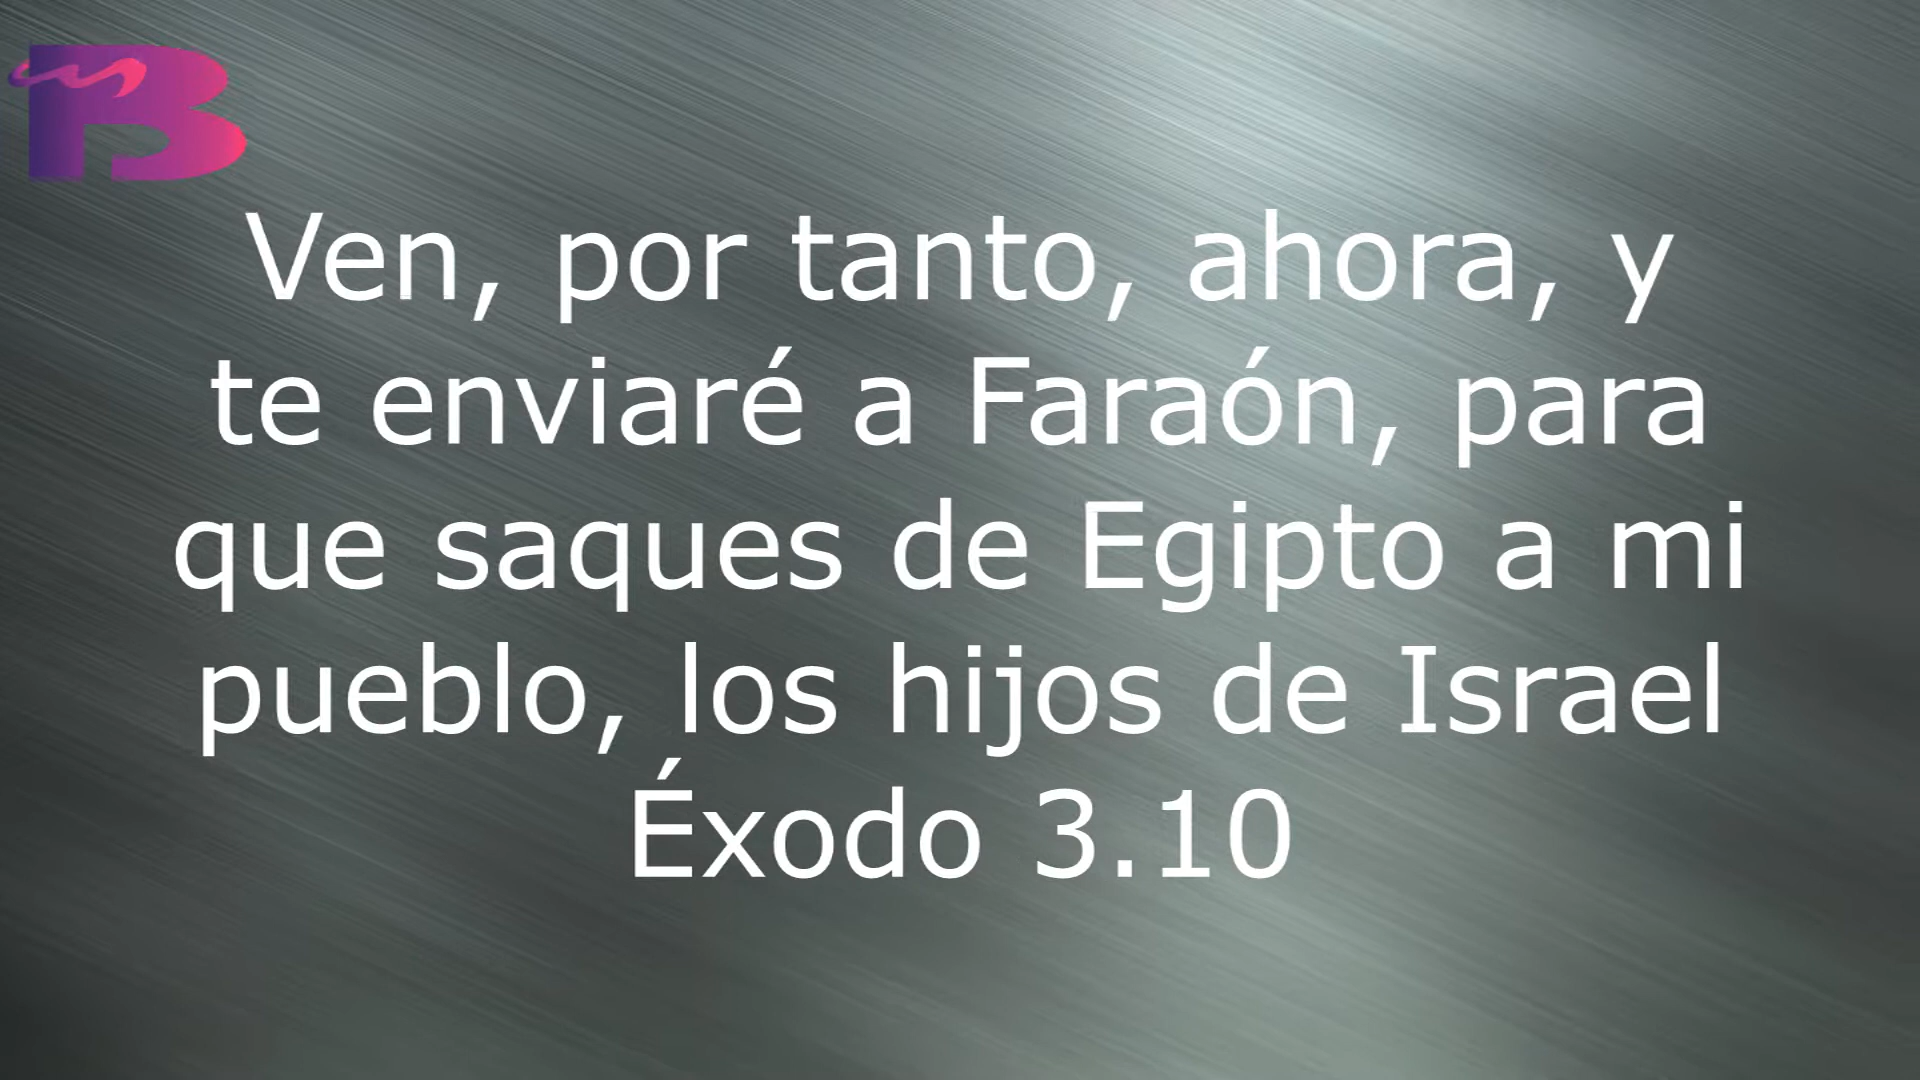 B
Ven, por tanto, ahora, y
te enviaré a Faraón, para
que saques de Egipto a mi
pueblo, los hijos de Israel
Éxodo 3.10